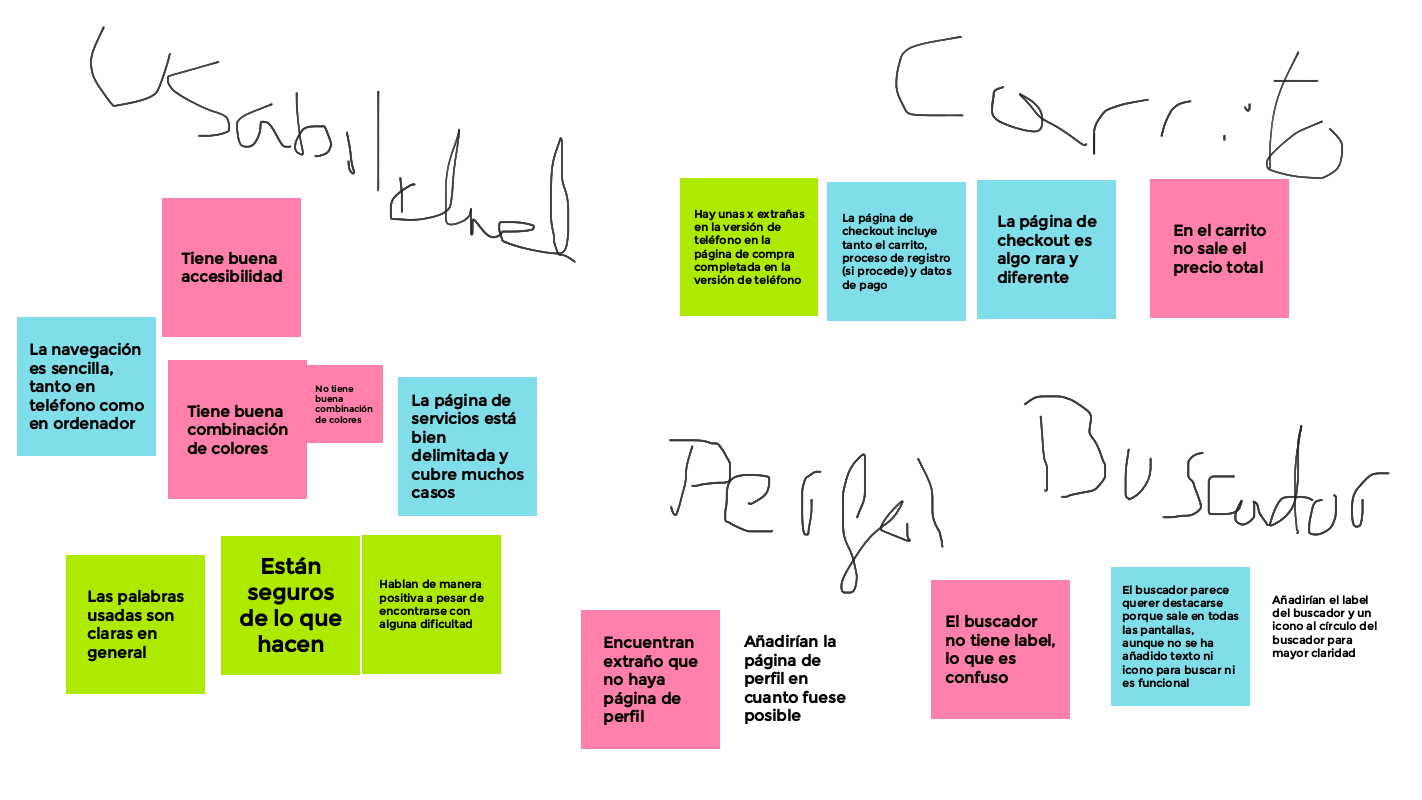 Usabilidad
Tiene buena
accesibilidad
La navegación
es sencilla,
tanto en
teléfono como
en ordenador
Tiene buena
combinación
de colores
No tiene
buena
combinación
de colores
La página de
servicios está
bien
delimitada y
cubre muchos
casos
Las palabras
usadas son
claras en
general
Están
seguros
de lo que
hacen
Hablan de manera
positiva a pesar de
encontrarse con
alguna dificultad
Carrito
Hay unas x extrañas
en la versión de
teléfono en la
página de compra
completada en la
versión de teléfono
La página de
checkout incluye
tanto el carrito,
proceso de registro
(si procede) y datos
de pago
La página de
checkout es
algo rara y
diferente
En el carrito
no sale el
precio total
Perfil
Encuentran
extraño que
no haya
página de
perfil
Añadirían la
página de
perfil en
cuanto fuese
posible
Buscador
El buscador
no tiene label,
lo que es
confuso
El buscador parece
querer destacarse
porque sale en todas
las pantallas,
aunque no se ha
añadido texto ni
icono para buscar ni
es funcional
Añadirían el label
del buscador y un
icono al círculo del
buscador para
mayor claridad